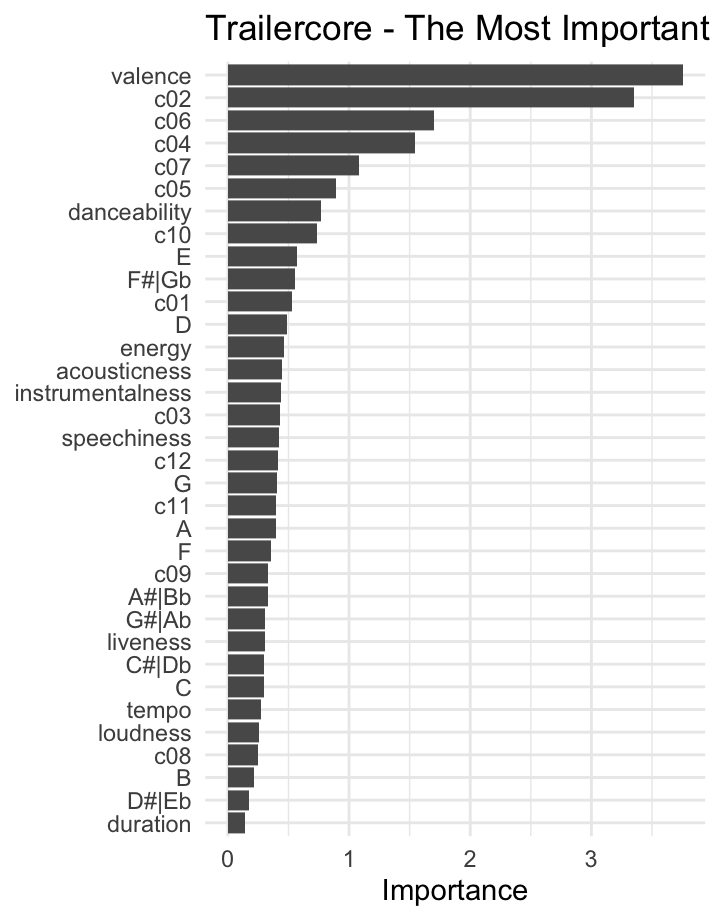 Trailercore - The Most Important
valence
c02
c06
c04
c07
c05
danceability
c10
E
F#|Gb
c01
D
energy
acousticness
instrumentalness
c03
speechiness
c12
G
c11
A
F
c09
A#|Bb
G#|Ab
liveness
C#|Db
C
tempo
loudness
c08
B
D#|Eb
duration
0 1 2 3
Importance